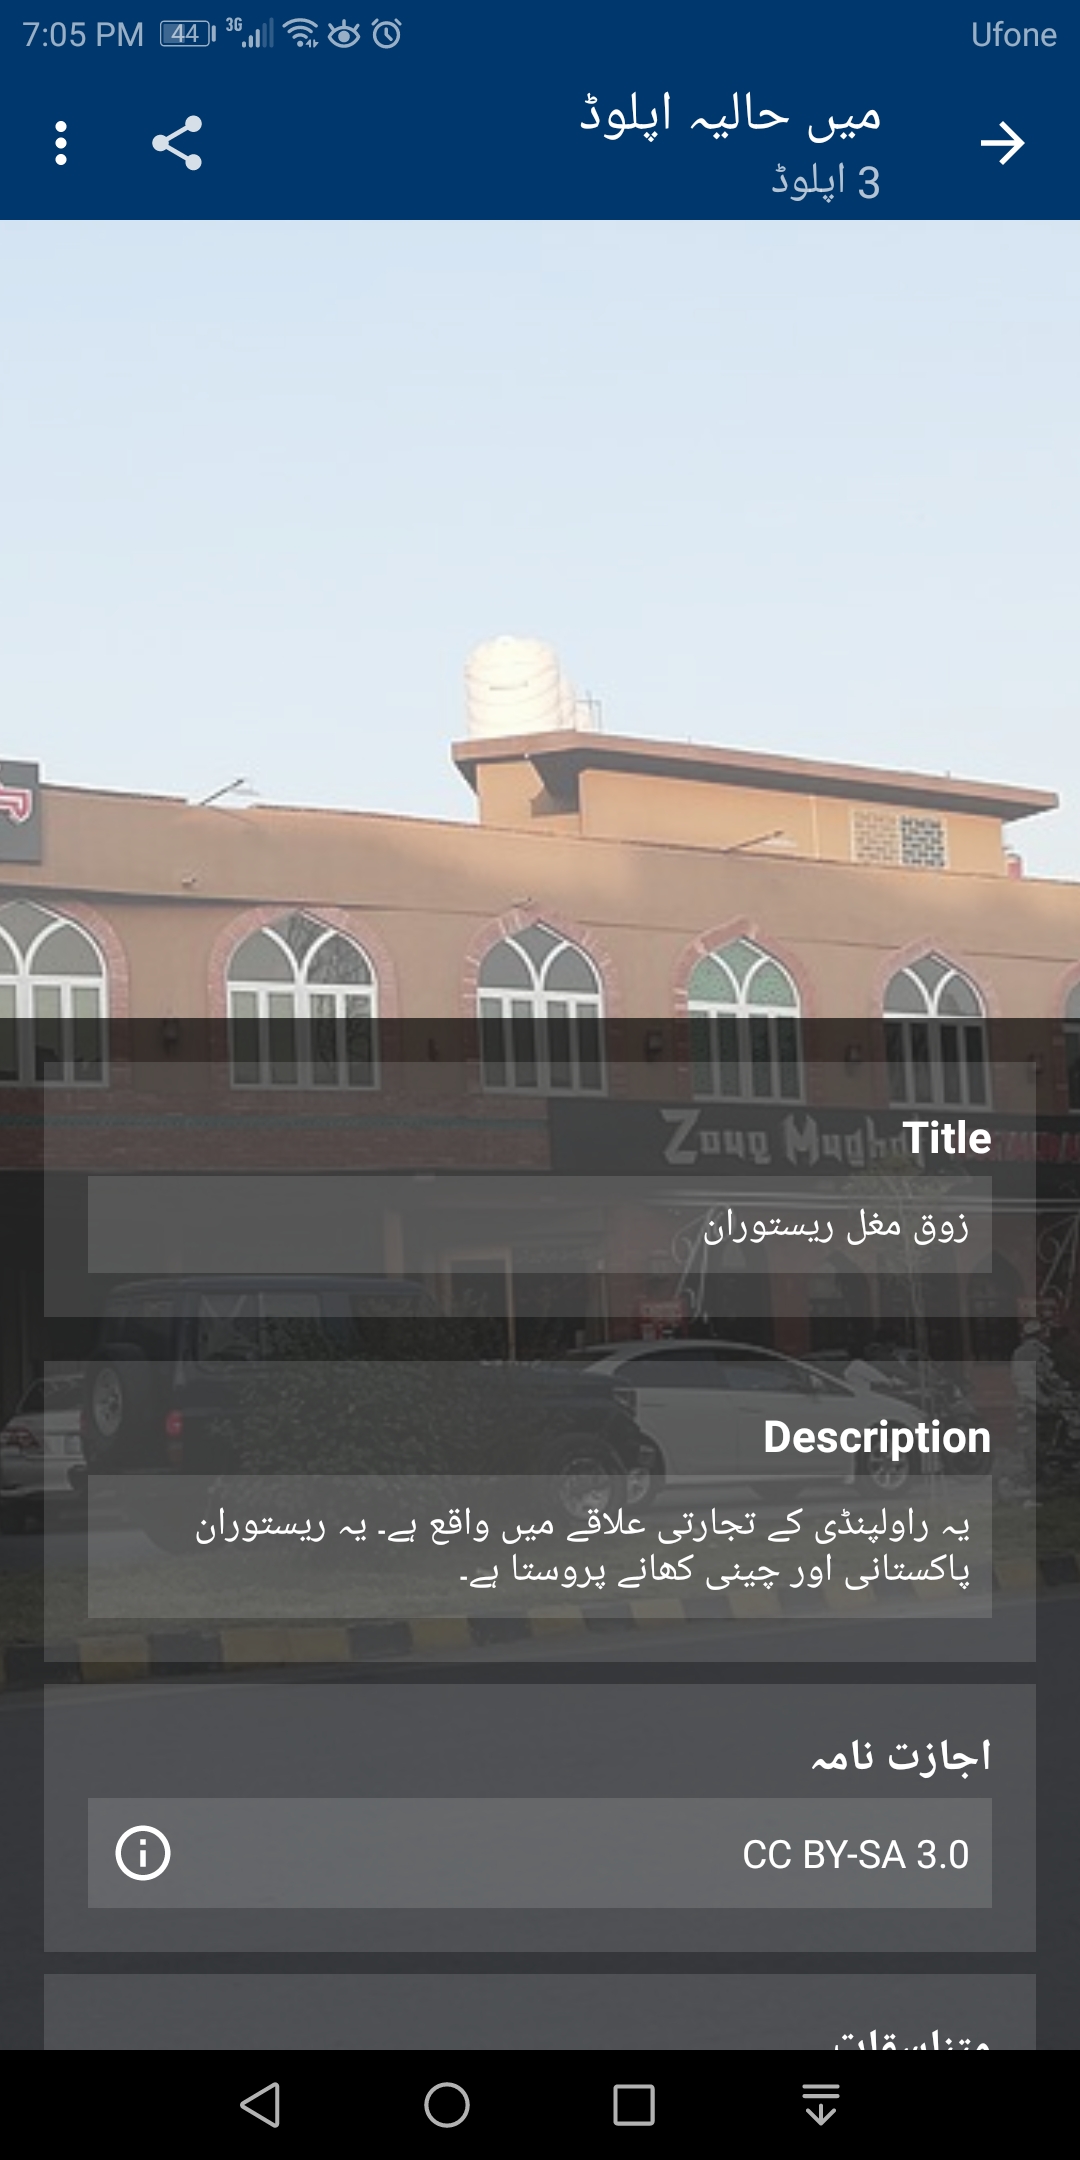 7:05 PM 44 3G Ufone
میں حالیہ اپلوڈ
3 اپلوڈ
Title
Zouq Mughal
زوق مغل ریستوران
Description
یہ راولپنڈی کے تجارتی علاقے میں واقع ہے۔ یہ ریستوران
پاکستانی اور چینی کھانے پروستا ہے۔
اجازت نامہ
CC BY-SA 3.0
متناسقات